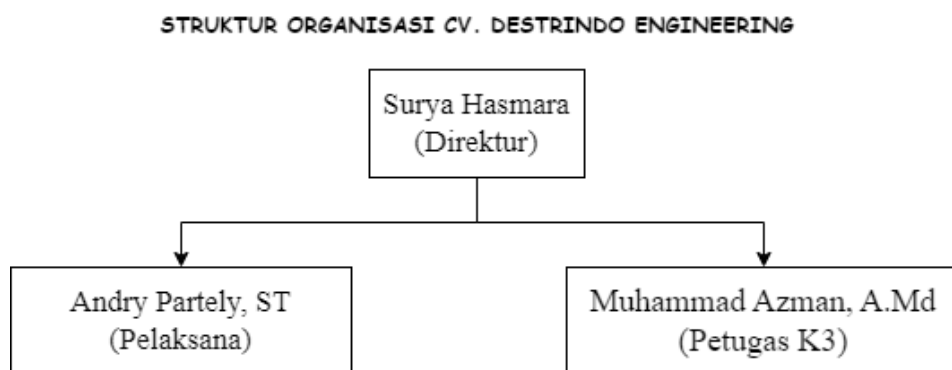 STRUKTUR ORGANISASI CV. DESTRINDO ENGINEERING
Surya Hasmara
(Direktur)
Andry Partely, ST
(Pelaksana)
Muhammad Azman, A.Md
(Petugas K3)